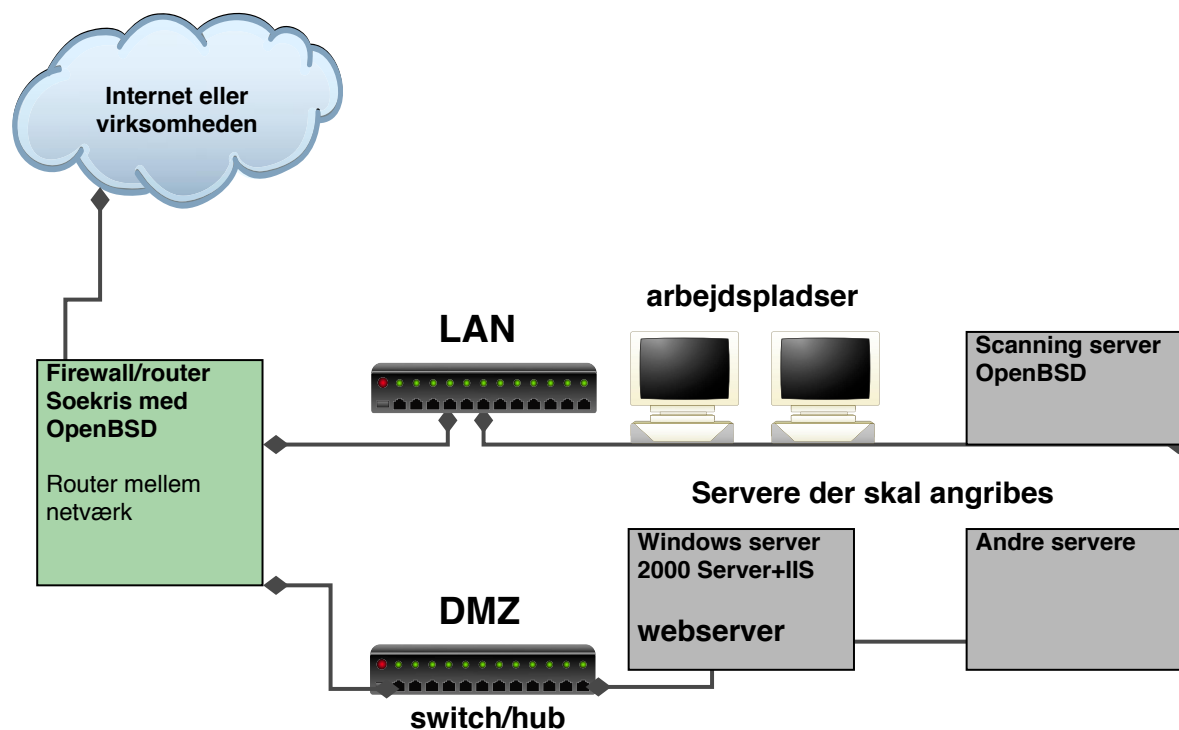 Internet eller
virksomheden
arbejdspladser
LAN
Scanning server
OpenBSD
Firewall/router
Soekris med
OpenBSD
Router mellem
netværk
Servere der skal angribes
Windows server
2000 Server+IIS
webserver
Andre servere
DMZ
switch/hub